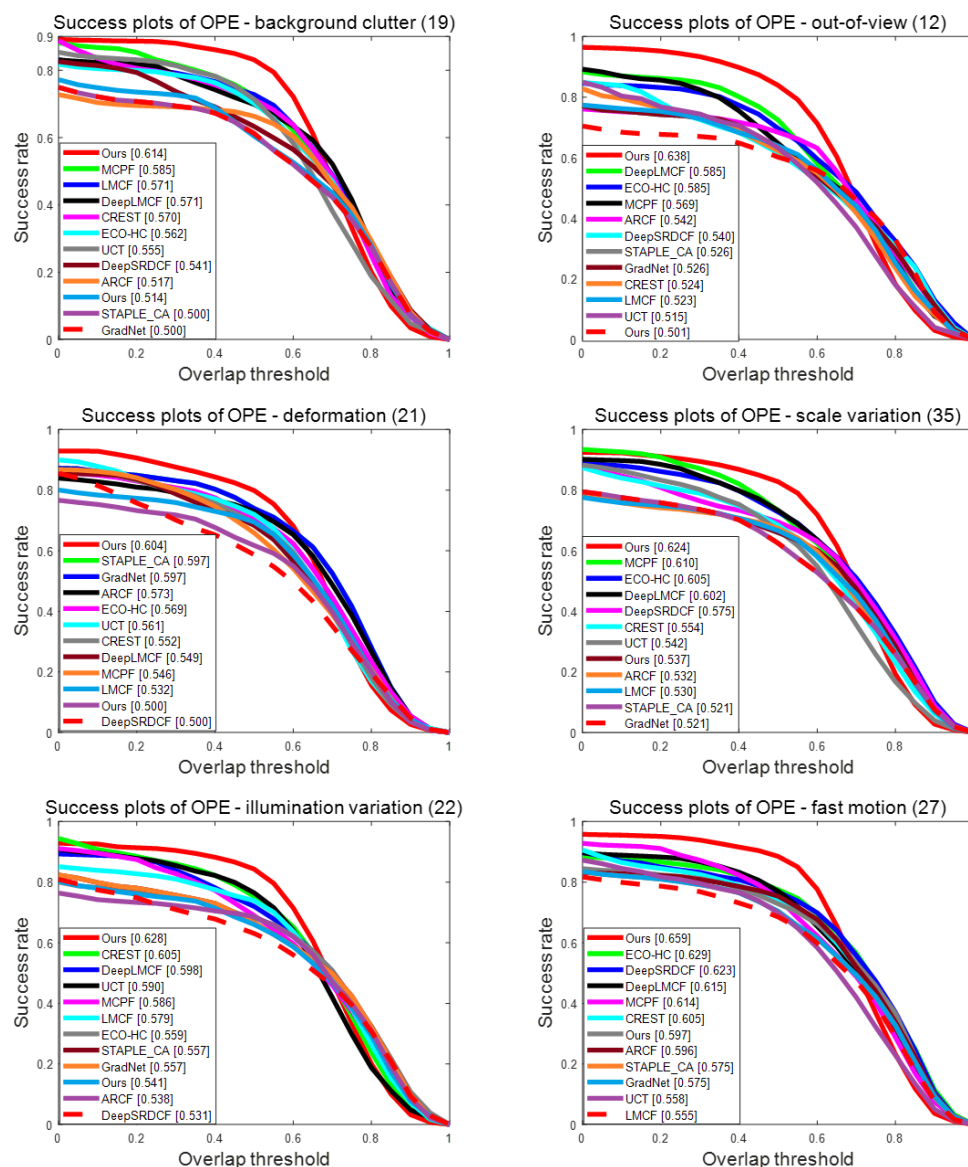 Success plots of OPE - background clutter (19)
Success rate
0.9
0.8
0.6
0.4
0.2
0
Ours [0.614]
MCPF [0.585]
LMCF [0.571]
DeepLMCF [0.571]
CREST [0.570]
ECO-HC [0.562]
UCT [0.555]
DeepSRDCF [0.541]
ARCF [0.517]
Ours [0.514]
STAPLE_CA [0.500]
GradNet [0.500]
0 0.2 0.4 0.6 0.8 1
Overlap threshold
Success plots of OPE - out-of-view (12)
Success rate
1
0.8
0.6
0.4
0.2
0
Ours [0.638]
DeepLMCF [0.585]
ECO-HC [0.585]
MCPF [0.569]
ARCF [0.542]
DeepSRDCF [0.540]
STAPLE_CA [0.526]
GradNet [0.526]
CREST [0.524]
LMCF [0.523]
UCT [0.515]
Ours [0.501]
0 0.2 0.4 0.6 0.8
Overlap threshold
Success plots of OPE - deformation (21)
Success rate
1
0.8
0.6
0.4
0.2
0
Ours [0.604]
STAPLE_CA [0.597]
GradNet [0.597]
ARCF [0.573]
ECO-HC [0.569]
UCT [0.561]
CREST [0.552]
DeepLMCF [0.549]
MCPF [0.546]
LMCF [0.532]
Ours [0.500]
DeepSRDCF [0.500]
0 0.2 0.4 0.6 0.8 1
Overlap threshold
Success plots of OPE - scale variation (35)
Success rate
1
0.8
0.6
0.4
0.2
0
Ours [0.624]
MCPF [0.610]
ECO-HC [0.605]
DeepLMCF [0.602]
DeepSRDCF [0.575]
CREST [0.554]
UCT [0.542]
Ours [0.537]
ARCF [0.532]
LMCF [0.530]
STAPLE_CA [0.521]
GradNet [0.521]
0 0.2 0.4 0.6 0.8
Overlap threshold
Success plots of OPE - illumination variation (22)
Success rate
1
0.8
0.6
0.4
0.2
0
Ours [0.628]
CREST [0.605]
DeepLMCF [0.598]
UCT [0.590]
MCPF [0.586]
LMCF [0.579]
ECO-HC [0.559]
STAPLE_CA [0.557]
GradNet [0.557]
Ours [0.541]
ARCF [0.538]
DeepSRDCF [0.531]
0 0.2 0.4 0.6 0.8 1
Overlap threshold
Success plots of OPE - fast motion (27)
Success rate
1
0.8
0.6
0.4
0.2
0
Ours [0.659]
ECO-HC [0.629]
DeepSRDCF [0.623]
DeepLMCF [0.615]
MCPF [0.614]
CREST [0.605]
Ours [0.597]
ARCF [0.596]
STAPLE_CA [0.575]
GradNet [0.575]
UCT [0.558]
LMCF [0.555]
0 0.2 0.4 0.6 0.8
Overlap threshold